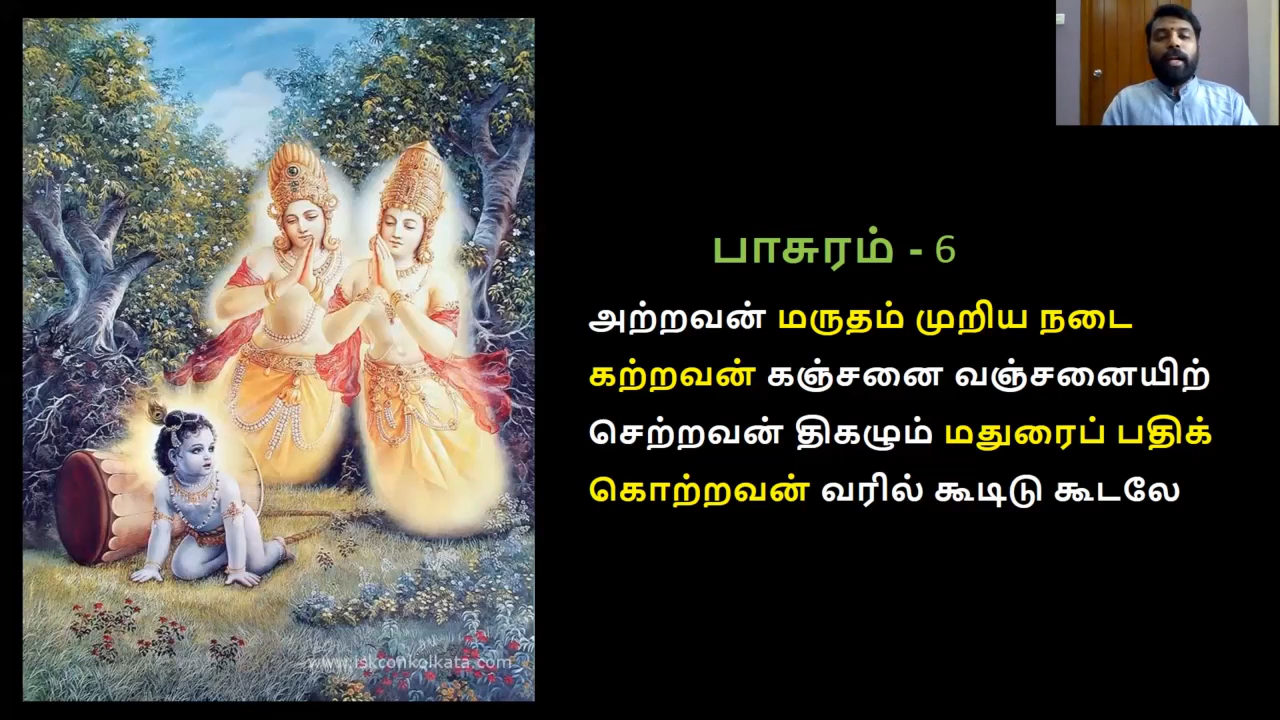 பாசுரம் - 6
அற்றவன் மருதம் முறிய நடை
கற்றவன் கஞ்சனை வஞ்சனையிற்
செற்றவன் திகழும் மதுரைப் பதிக்
கொற்றவன் வரில் கூடிடு கூடலே
www.iskconkolkata.com